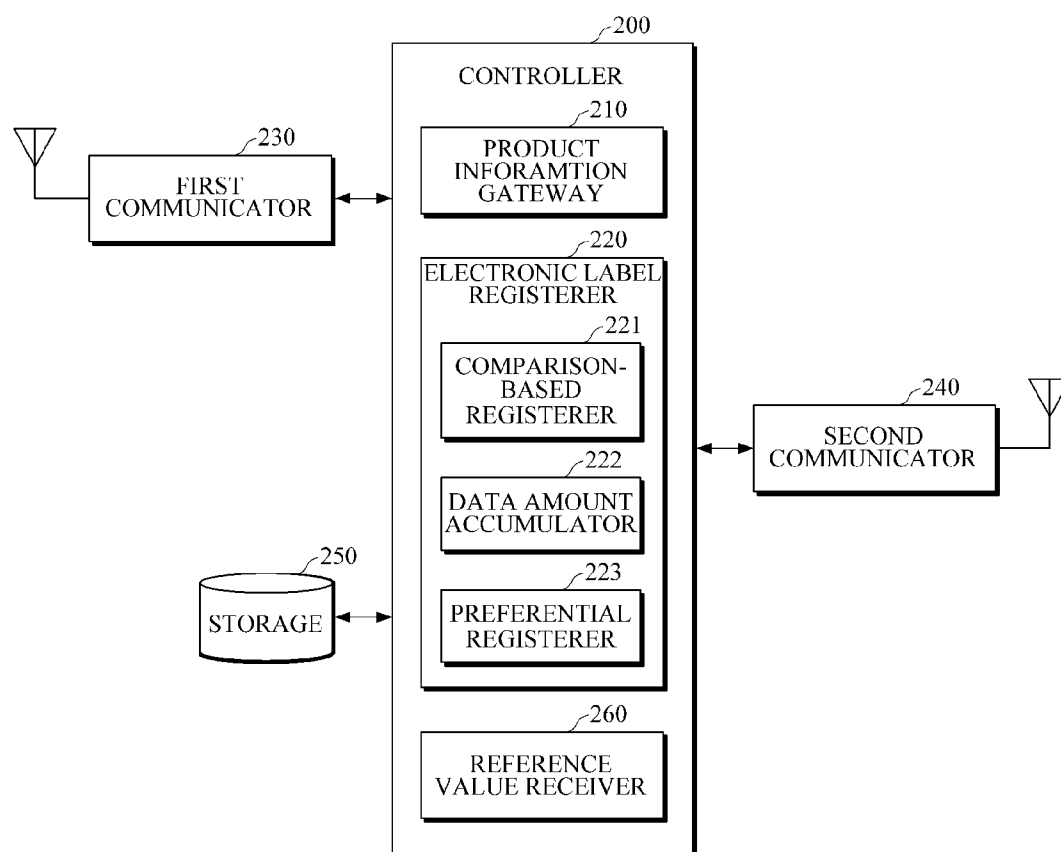 200
CONTROLLER
210
PRODUCT
INFORAMTION
GATEWAY
230
FIRST
COMMUNICATOR
220
ELECTRONIC LABEL
REGISTERER
221
COMPARISON-
BASED
REGISTERER
240
SECOND
COMMUNICATOR
222
DATA AMOUNT
ACCUMULATOR
250
STORAGE
223
PREFERENTIAL
REGISTERER
260
REFERENCE
VALUE RECEIVER